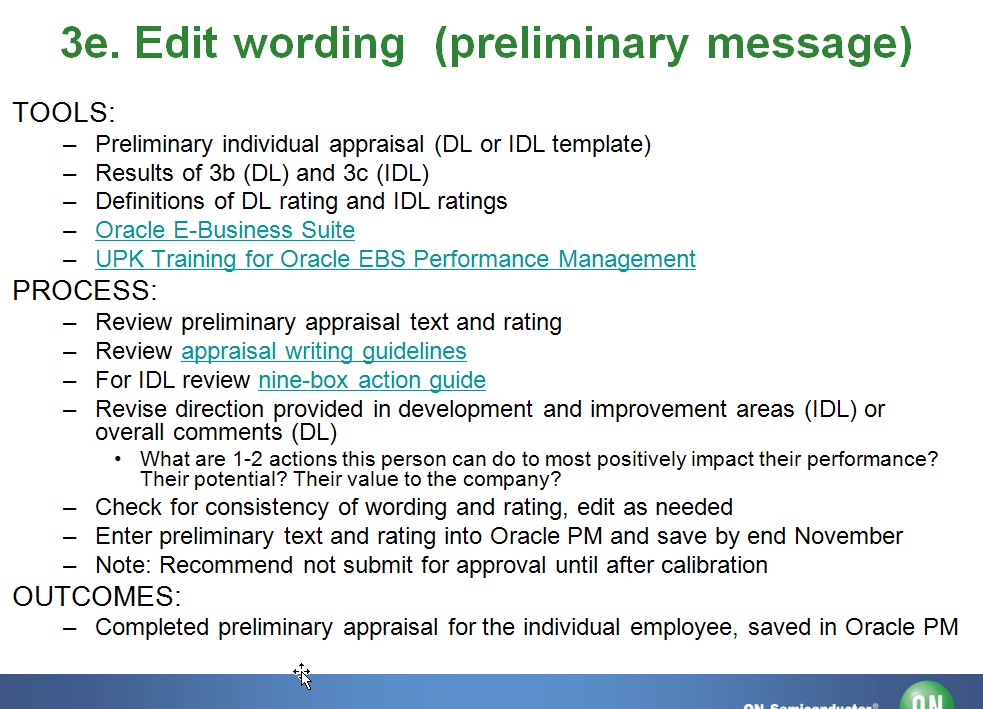 3e. Edit wording (preliminary message)
TOOLS:
– Preliminary individual appraisal (DL or IDL template)
– Results of 3b (DL) and 3c (IDL)
– Definitions of DL rating and IDL ratings
– Oracle E-Business Suite
– UPK Training for Oracle EBS Performance Management
PROCESS:
– Review preliminary appraisal text and rating
– Review appraisal writing guidelines
– For IDL review nine-box action guide
– Revise direction provided in development and improvement areas (IDL) or
overall comments (DL)
• What are 1-2 actions this person can do to most positively impact their performance?
Their potential? Their value to the company?
– Check for consistency of wording and rating, edit as needed
– Enter preliminary text and rating into Oracle PM and save by end November
– Note: Recommend not submit for approval until after calibration
OUTCOMES:
– Completed preliminary appraisal for the individual employee, saved in Oracle PM
ON Semiconductor®
ON